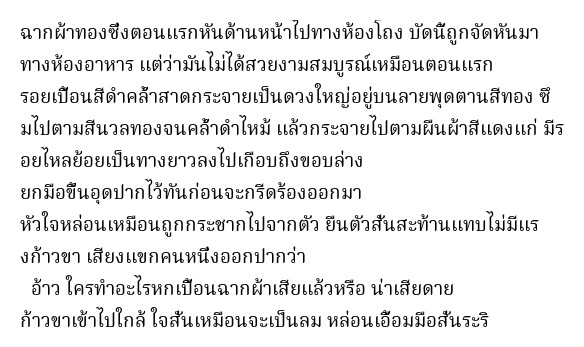 ฉากผ้าทองซึ่งตอนแรกหันด้านหน้าไปทางห้องโถง บัดนี้ถูกจัดหันมา
ทางห้องอาหาร แต่ว่ามันไม่ได้สวยงามสมบูรณ์เหมือนตอนแรก
รอยเปื้อนสีดำคล้ำสาดกระจายเป็นดวงใหญ่อยู่บนลายพุดตานสีทอง ซึ
มไปตามสีนวลทองจนคล้ำดำไหม้ แล้วกระจายไปตามผืนผ้าสีแดงแก่ มีร
อยไหลย้อยเป็นทางยาวลงไปเกือบถึงขอบล่าง
ยกมือขึ้นอุดปากไว้ทันก่อนจะกรีดร้องออกมา
หัวใจหล่อนเหมือนถูกกระชากไปจากตัว ยืนตัวสั่นสะท้านแทบไม่มีแร
งก้าวขา เสียงแขกคนหนึ่งออกปากว่า
อ้าว ใครทำอะไรหกเปื้อนฉากผ้าเสียแล้วหรือ น่าเสียดาย
ก้าวขาเข้าไปใกล้ ใจสั่นเหมือนจะเป็นลม หล่อนเอื้อมมือสั่นระริ